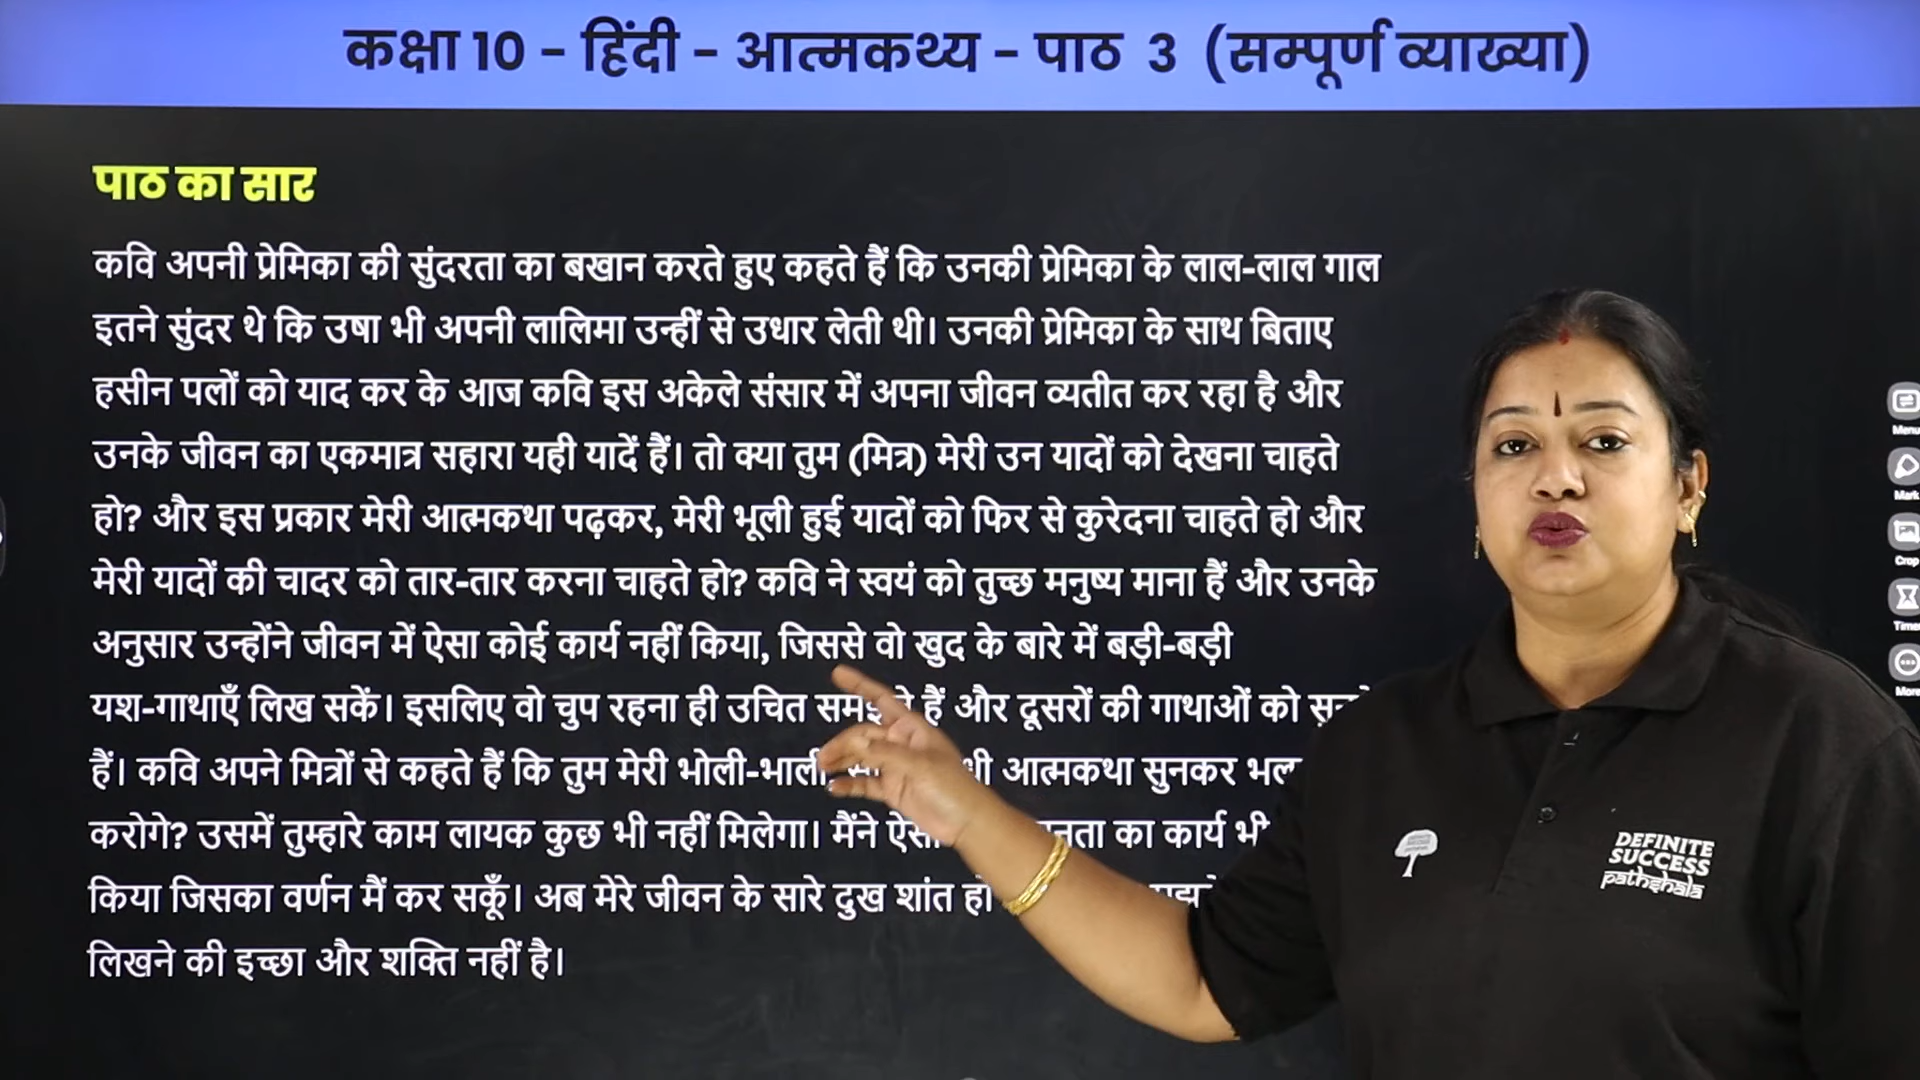 कक्षा 10 - हिंदी - आत्मकथ्य - पाठ 3 (सम्पूर्ण व्याख्या)
पाठ का सार
कवि अपनी प्रेमिका की सुंदरता का बखान करते हुए कहते हैं कि उनकी प्रेमिका के लाल-लाल गाल
इतने सुंदर थे कि उषा भी अपनी लालिमा उन्हीं से उधार लेती थी। उनकी प्रेमिका के साथ बिताए
हसीन पलों को याद कर के आज कवि इस अकेले संसार में अपना जीवन व्यतीत कर रहा है और
उनके जीवन का एकमात्र सहारा यही यादें हैं। तो क्या तुम (मित्र) मेरी उन यादों को देखना चाहते
हो? और इस प्रकार मेरी आत्मकथा पढ़कर, मेरी भूली हुई यादों को फिर से कुरेदना चाहते हो और
मेरी यादों की चादर को तार-तार करना चाहते हो? कवि ने स्वयं को तुच्छ मनुष्य माना हैं और उनके
अनुसार उन्होंने जीवन में ऐसा कोई कार्य नहीं किया, जिससे वो खुद के बारे में बड़ी-बड़ी
यश-गाथाएँ लिख सकें। इसलिए वो चुप रहना ही उचित हैं और दूसरों की गाथाओं को
हैं। कवि अपने मित्रों से कहते हैं कि तुम मेरी भोली-भाली आत्मकथा सुनकर
करोगे? उसमें तुम्हारे काम लायक कुछ भी नहीं मिलेगा। मैंने का कार्य भी
किया जिसका वर्णन मैं कर सकूँ। अब मेरे जीवन के सारे दुख शांत हो
लिखने की इच्छा और शक्ति नहीं है।
Menu
Mark
Crop
Timer
More
DEFINITE
SUCCESS
pathshala